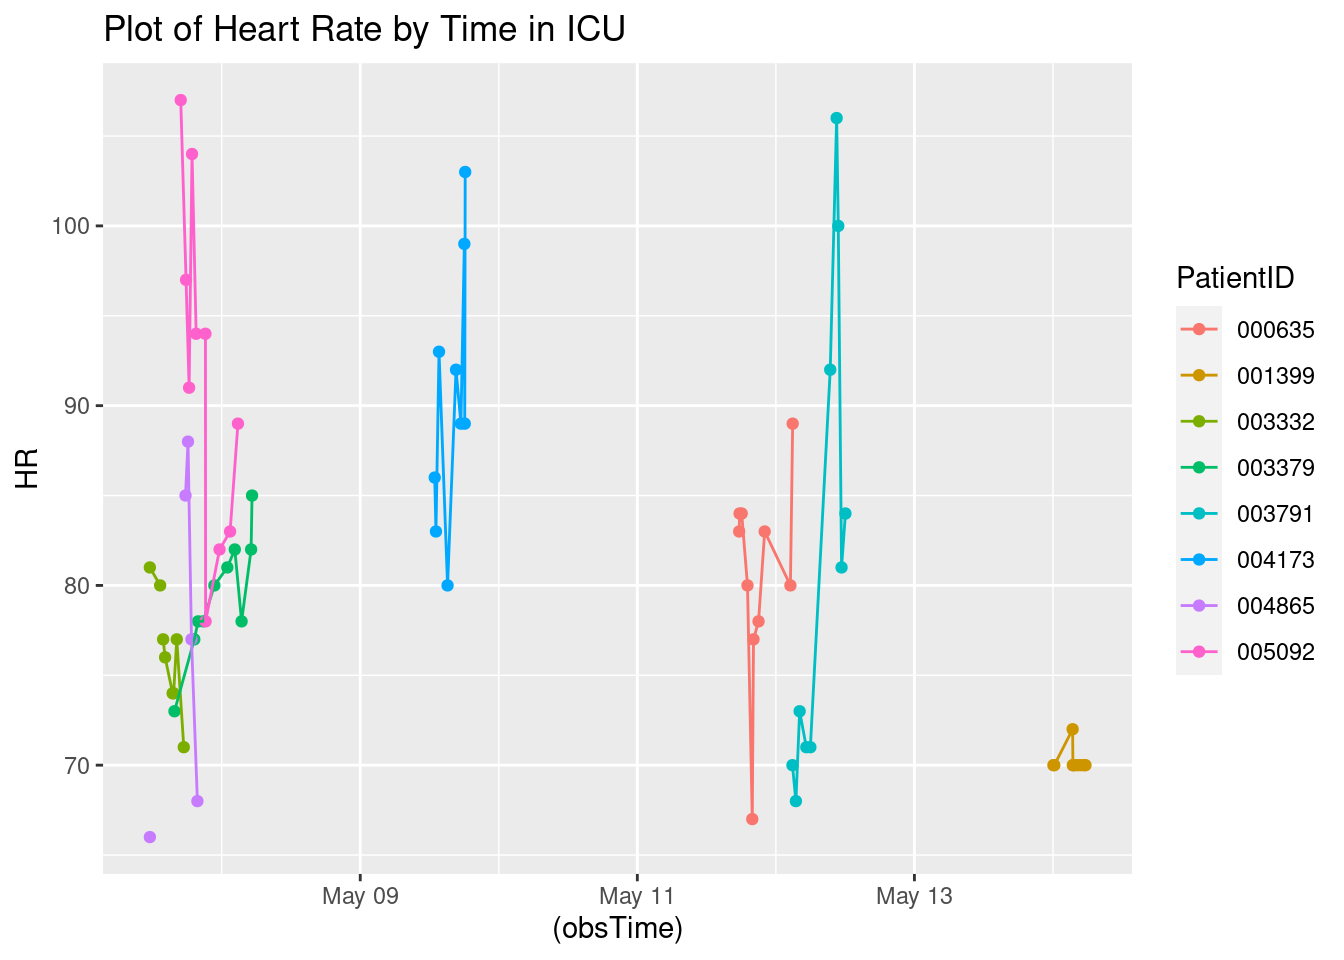 Plot of Heart Rate by Time in ICU
100
90
80
70
HR
May 09
May 11
May 13
(obsTime)
PatientID
000635
001399
003332
003379
003791
004173
004865
005092